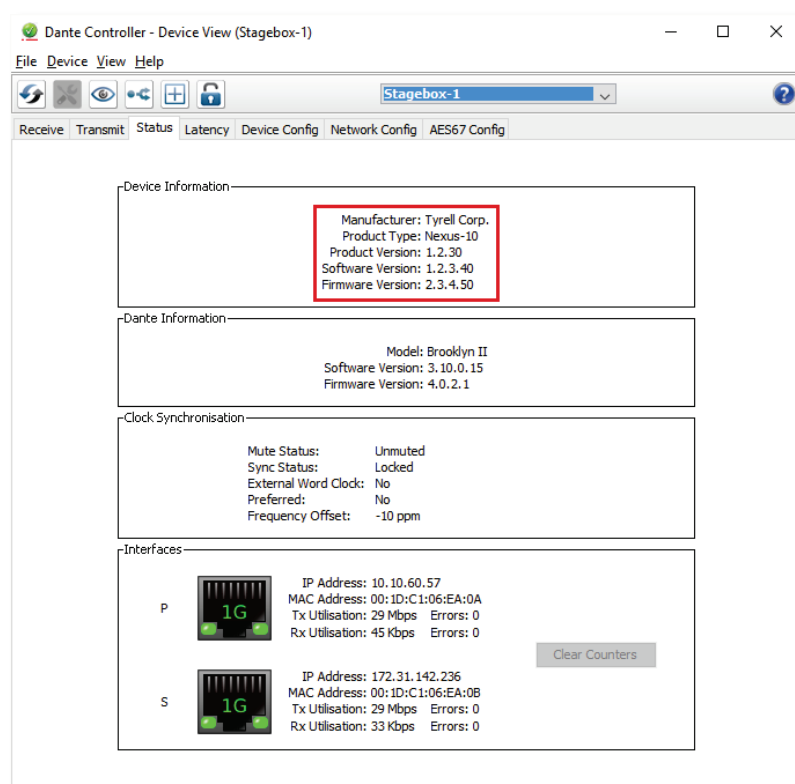 Dante Controller - Device View (Stagebox-1)
File Device View Help
Stagebox-1
?
Receive Transmit Status Latency Device Config Network Config AES67 Config
Device Information
Manufacturer: Tyrell Corp.
Product Type: Nexus-10
Product Version: 1.2.30
Software Version: 1.2.3.40
Firmware Version: 2.3.4.50
Dante Information
Model: Brooklyn II
Software Version: 3.10.0.15
Firmware Version: 4.0.2.1
Clock Synchronisation
Mute Status: Unmuted
Sync Status: Locked
External Word Clock: No
Preferred: No
Frequency Offset: -10 ppm
Interfaces
P
1G
IP Address: 10.10.60.57
MAC Address: 00:1D:C1:06:EA:0A
Tx Utilisation: 29 Mbps Errors: 0
Rx Utilisation: 45 Kbps Errors: 0
Clear Counters
S
1G
IP Address: 172.31.142.236
MAC Address: 00:1D:C1:06:EA:0B
Tx Utilisation: 29 Mbps Errors: 0
Rx Utilisation: 33 Kbps Errors: 0